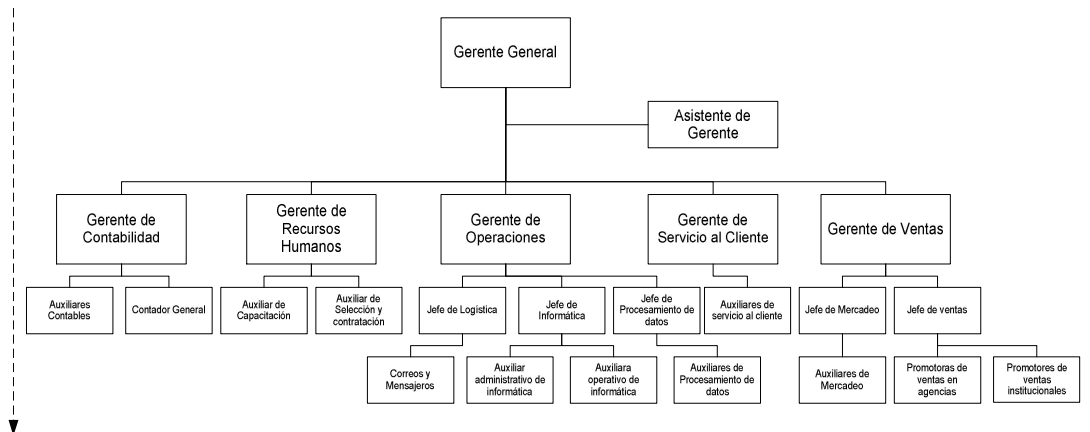 Gerente General
Asistente de
Gerente
Gerente de
Contabilidad
Gerente de
Recursos
Humanos
Gerente de
Operaciones
Gerente de
Servicio al Cliente
Gerente de Ventas
Auxiliares
Contables
Contador General
Auxiliar de
Capacitación
Auxiliar de
Selección y
contratación
Jefe de Logística
Jefe de
Informática
Jefe de
Procesamiento de
datos
Auxiliares de
servicio al cliente
Jefe de Mercadeo
Jefe de ventas
Correos y
Mensajeros
Auxiliar
administrativo de
informática
Auxiliara
operativo de
informática
Auxiliares de
Procesamiento de
datos
Auxiliares de
Mercadeo
Promotoras de
ventas en
agencias
Promotores de
ventas
institucionales